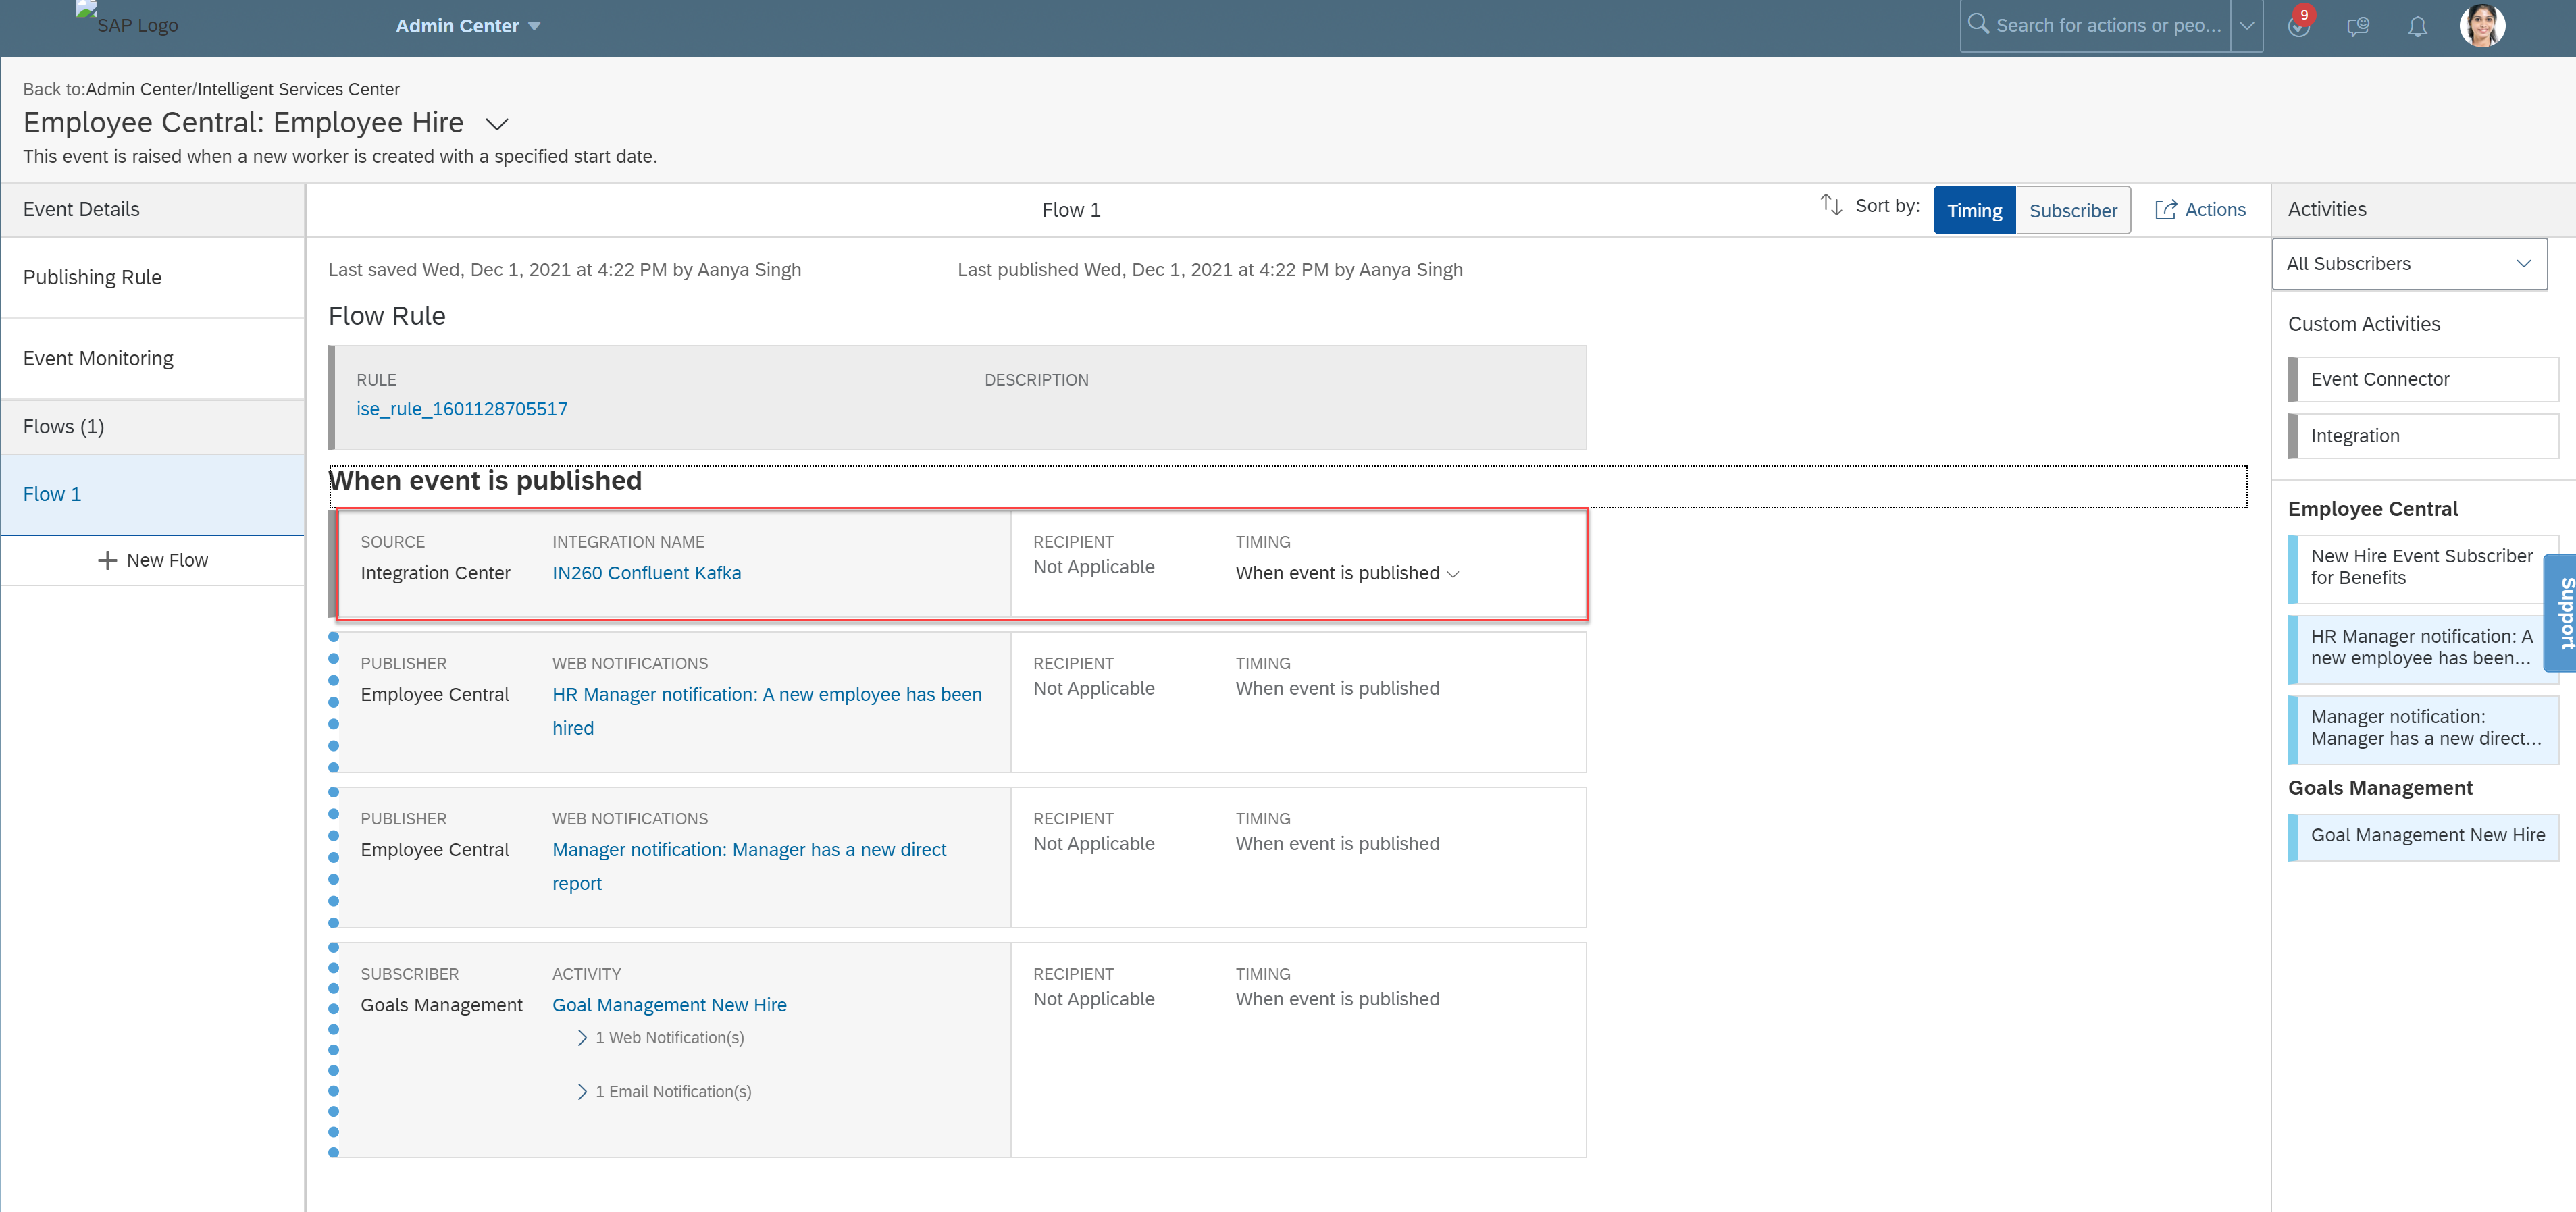 SAP Logo
Admin Center
Search for actions or peo...
9
Back to:Admin Center/Intelligent Services Center
Employee Central: Employee Hire
This event is raised when a new worker is created with a specified start date.
Event Details
Publishing Rule
Event Monitoring
Flows (1)
Flow 1
New Flow
Flow 1
Sort by:
Timing
Subscriber
Actions
Last saved Wed, Dec 1, 2021 at 4:22 PM by Aanya Singh
Last published Wed, Dec 1, 2021 at 4:22 PM by Aanya Singh
Flow Rule
RULE
ise_rule_1601128705517
DESCRIPTION
When event is published
SOURCE
Integration Center
INTEGRATION NAME
IN260 Confluent Kafka
RECIPIENT
Not Applicable
TIMING
When event is published
PUBLISHER
Employee Central
WEB NOTIFICATIONS
HR Manager notification: A new employee has been
hired
RECIPIENT
Not Applicable
TIMING
When event is published
PUBLISHER
Employee Central
WEB NOTIFICATIONS
Manager notification: Manager has a new direct
report
RECIPIENT
Not Applicable
TIMING
When event is published
SUBSCRIBER
Goals Management
ACTIVITY
Goal Management New Hire
1 Web Notification(s)
1 Email Notification(s)
RECIPIENT
Not Applicable
TIMING
When event is published
Activities
All Subscribers
Custom Activities
Event Connector
Integration
Employee Central
New Hire Event Subscriber
for Benefits
HR Manager notification: A
new employee has been...
Manager notification:
Manager has a new direct...
Goals Management
Goal Management New Hire
Support